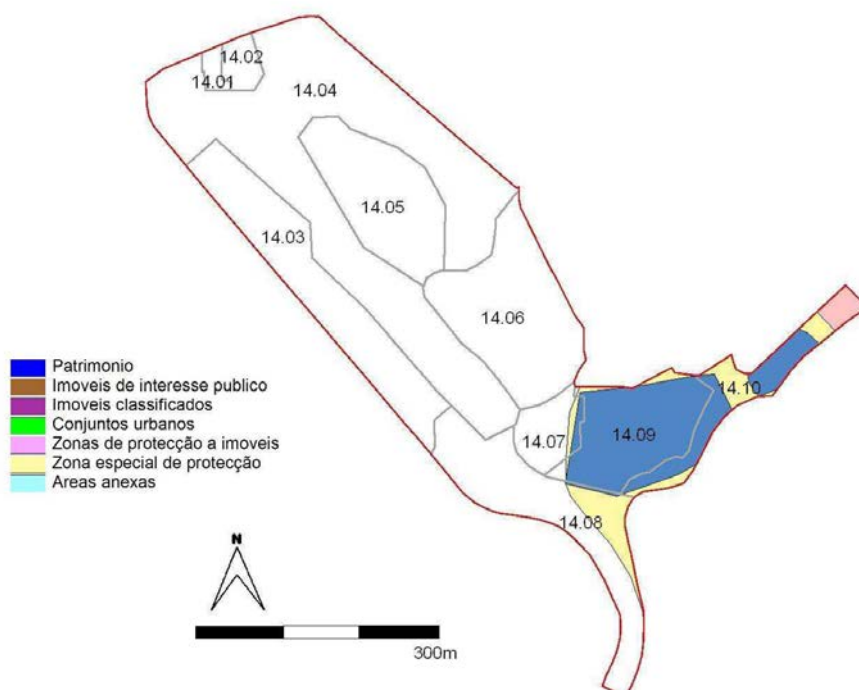 14.02
14.01
14.04
14.05
14.03
14.06
14.10
14.07
14.09
14.08
Patrimonio
Imoveis de interesse publico
Imoveis classificados
Conjuntos urbanos
Zonas de protecção a imoveis
Zona especial de protecção
Areas anexas
N
300m